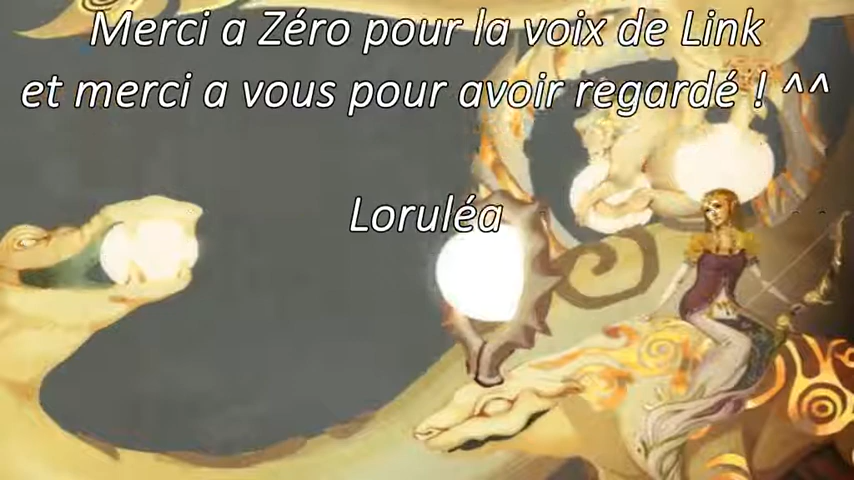 Merci a Zéro pour la voix de Link
et merci a vous pour avoir regardé ! ^^
Loruléa